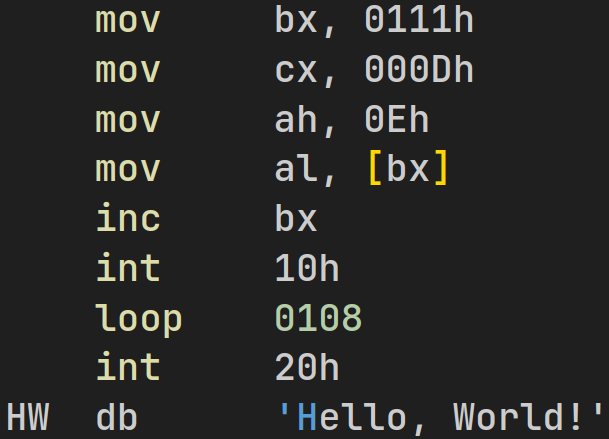 mov bx, 0111h
mov cx, 000Dh
mov ah, 0Eh
mov al, [bx]
inc bx
int 10h
loop 0108
int 20h
HW db 'Hello, World!'